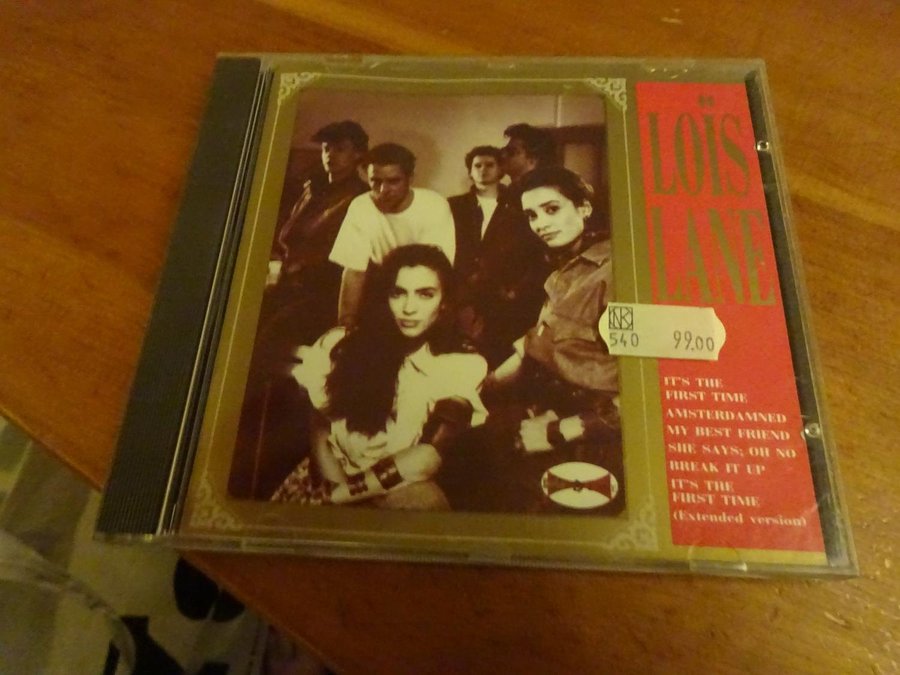 LOÏS
LANE
NK
540 99.00
IT'S THE
FIRST TIME
AMSTERDAMNED
MY BEST FRIEND
SHE SAYS; OH NO
BREAK IT UP
IT'S THE
FIRST TIME
(Extended version)